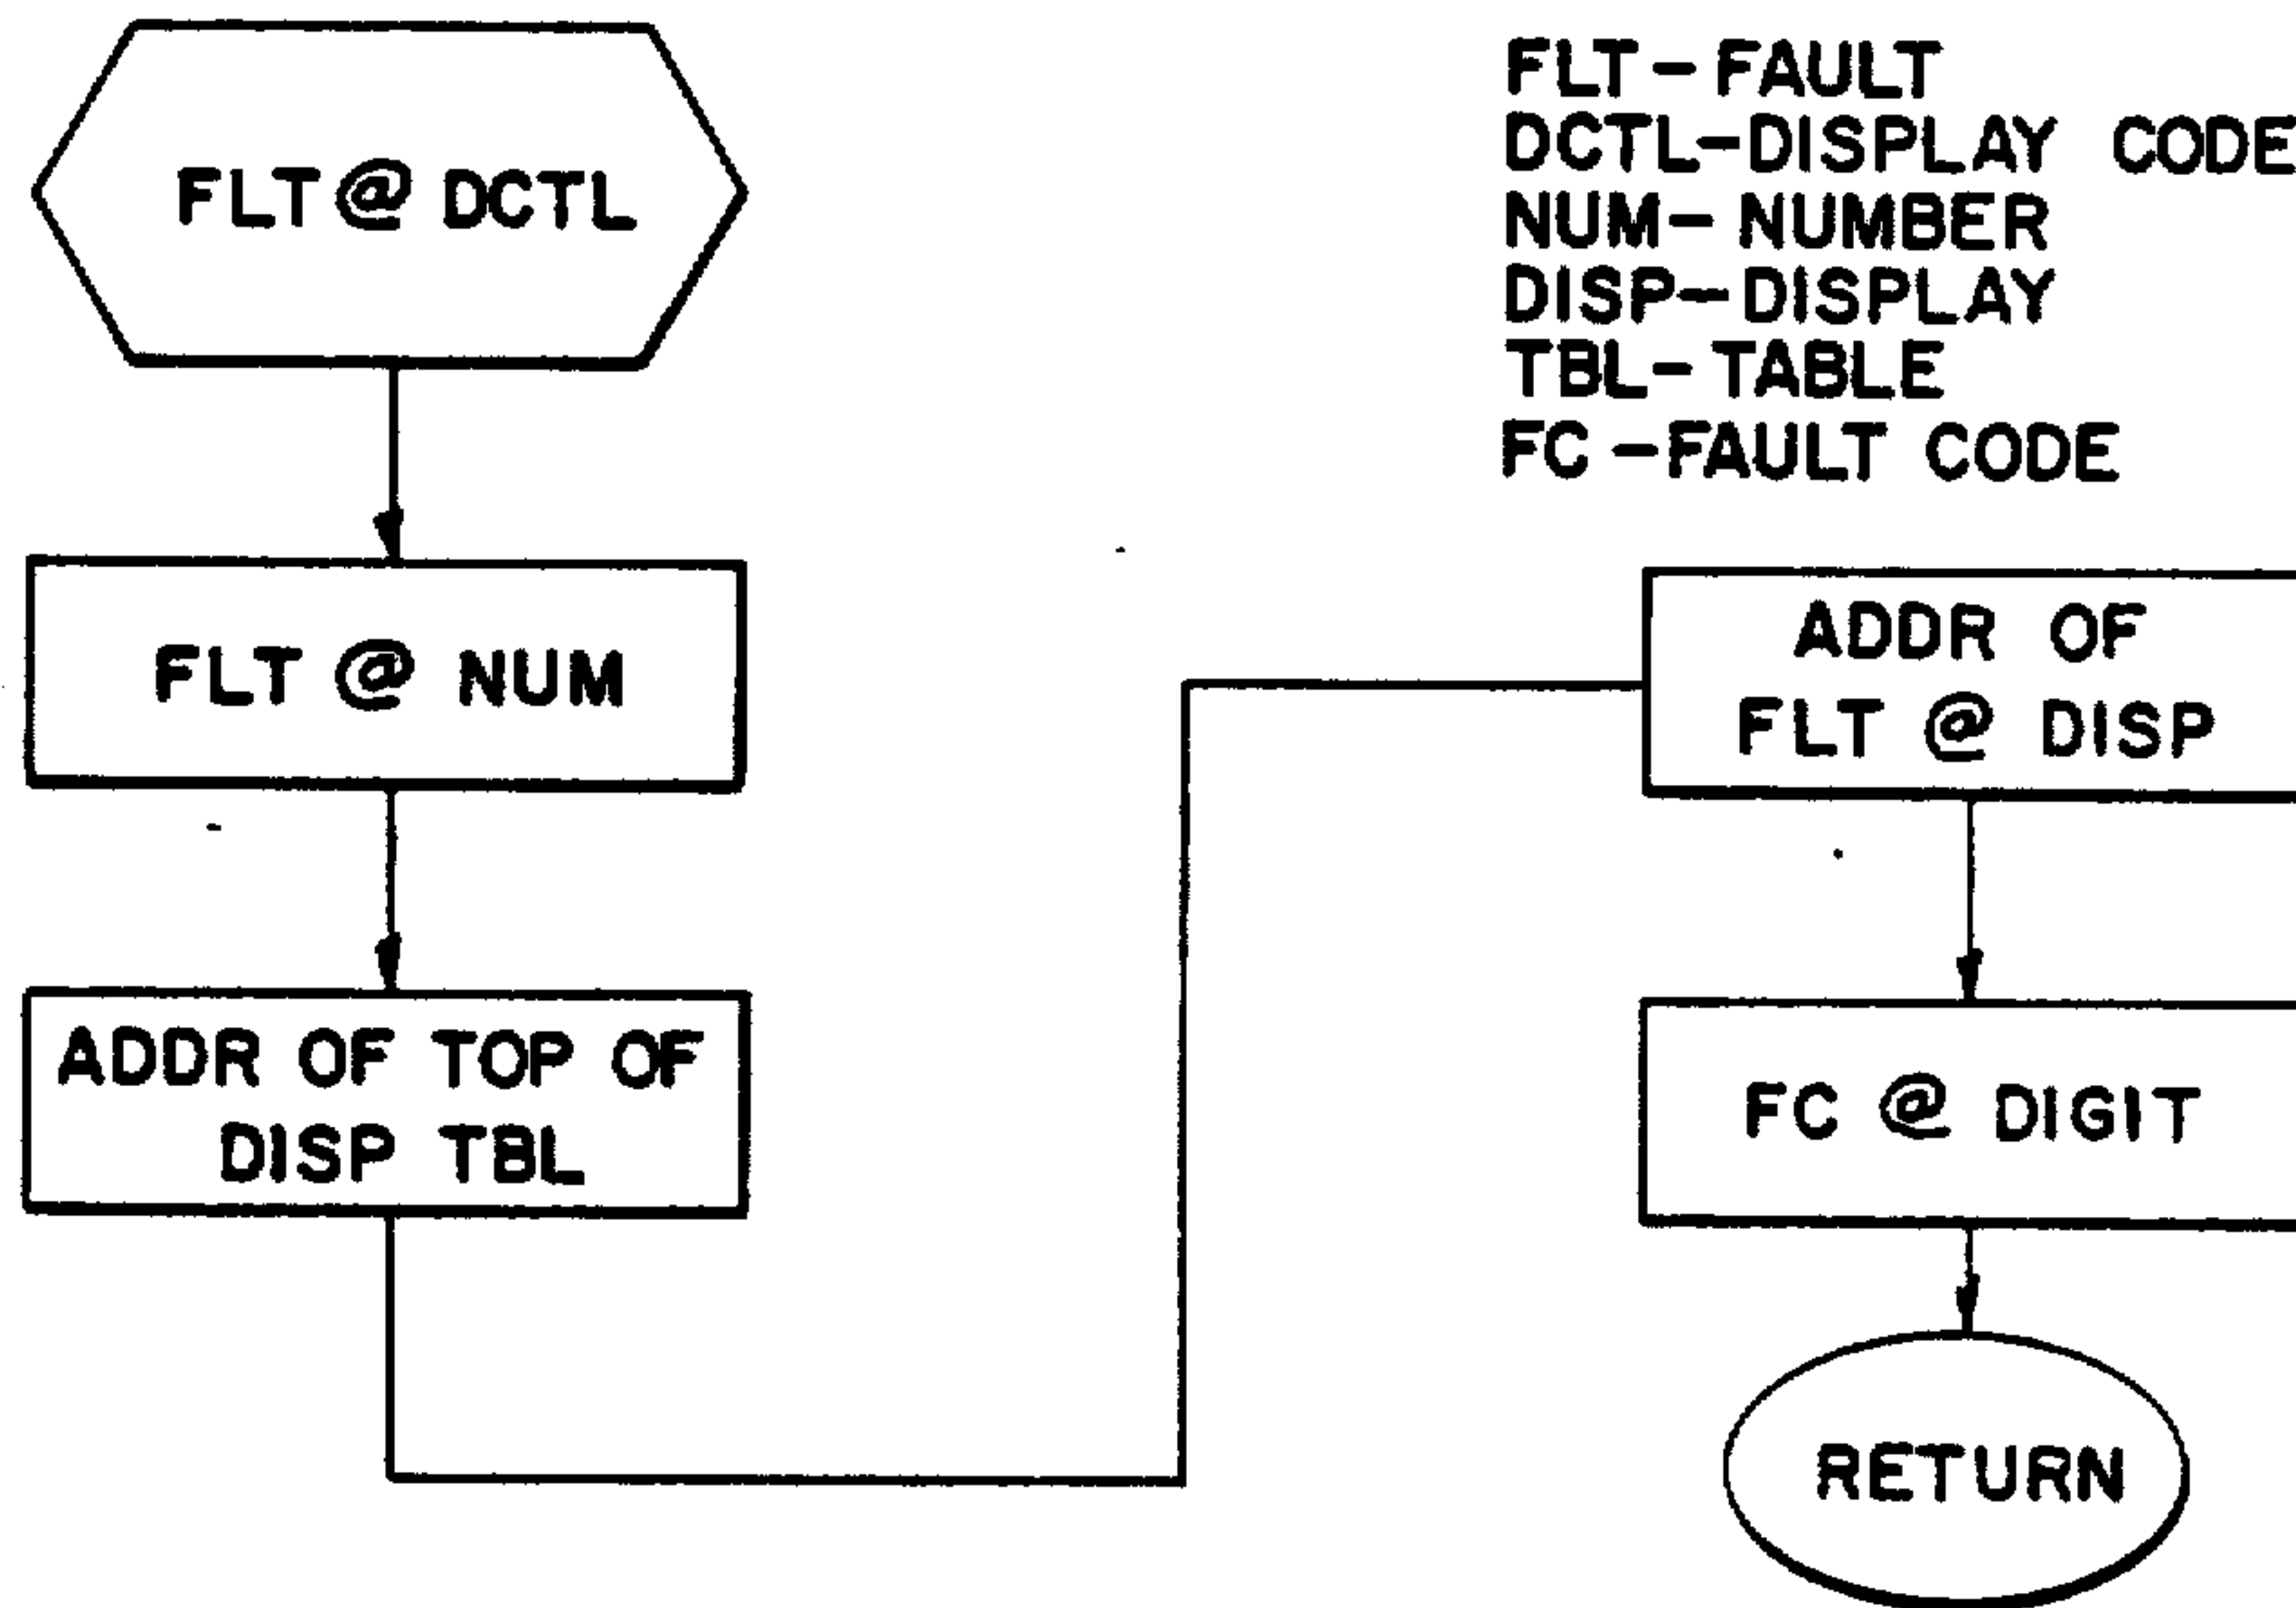 FLT @ DCTL
FLT @ NUM
ADDR OF TOP OF
DISP TBL
FLT-FAULT
DCTL-DISPLAY CODE
NUM-NUMBER
DISP-DISPLAY
TBL-TABLE
FC-FAULT CODE
ADDR OF
FLT @ DISP
FC @ DIGIT
RETURN